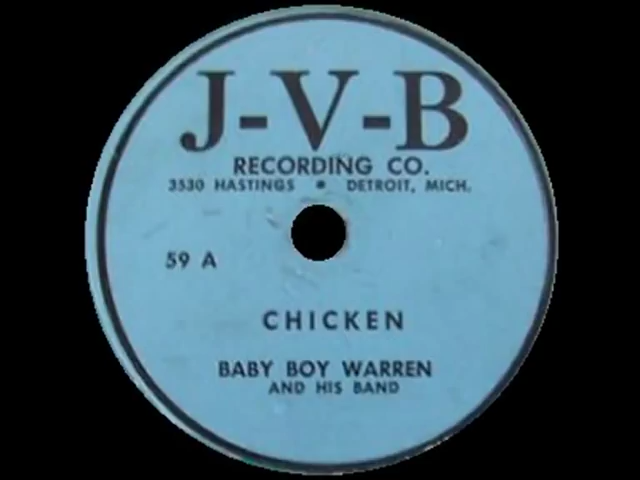 J-V-B
RECORDING CO.
3530 HASTINGS • DETROIT, MICH.
59 A
CHICKEN
BABY BOY WARREN
AND HIS BAND